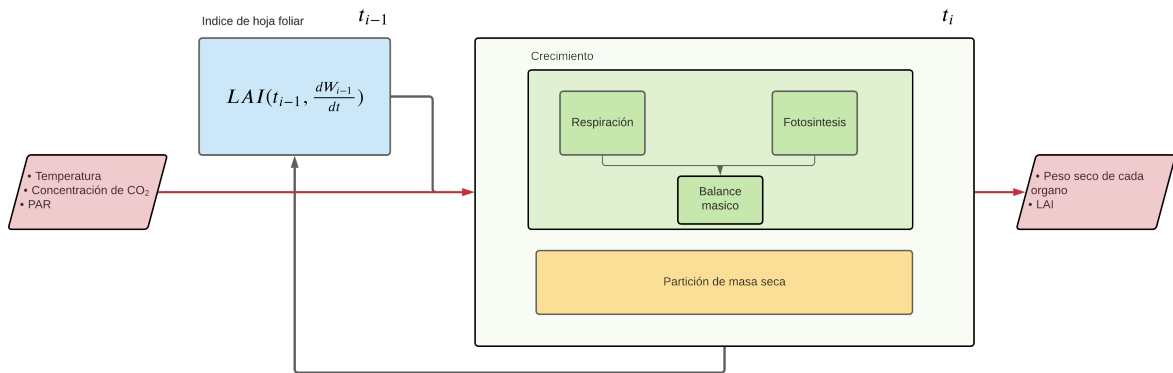 Indice de hoja foliar
t_{i−1}
t_i
LAI(t_{i−1}, dW_{i−1}/dt)
Crecimiento
Respiración
Fotosintesis
Balance
masico
Partición de masa seca
• Temperatura
• Concentración de CO₂
• PAR
• Peso seco de cada
organo
• LAI